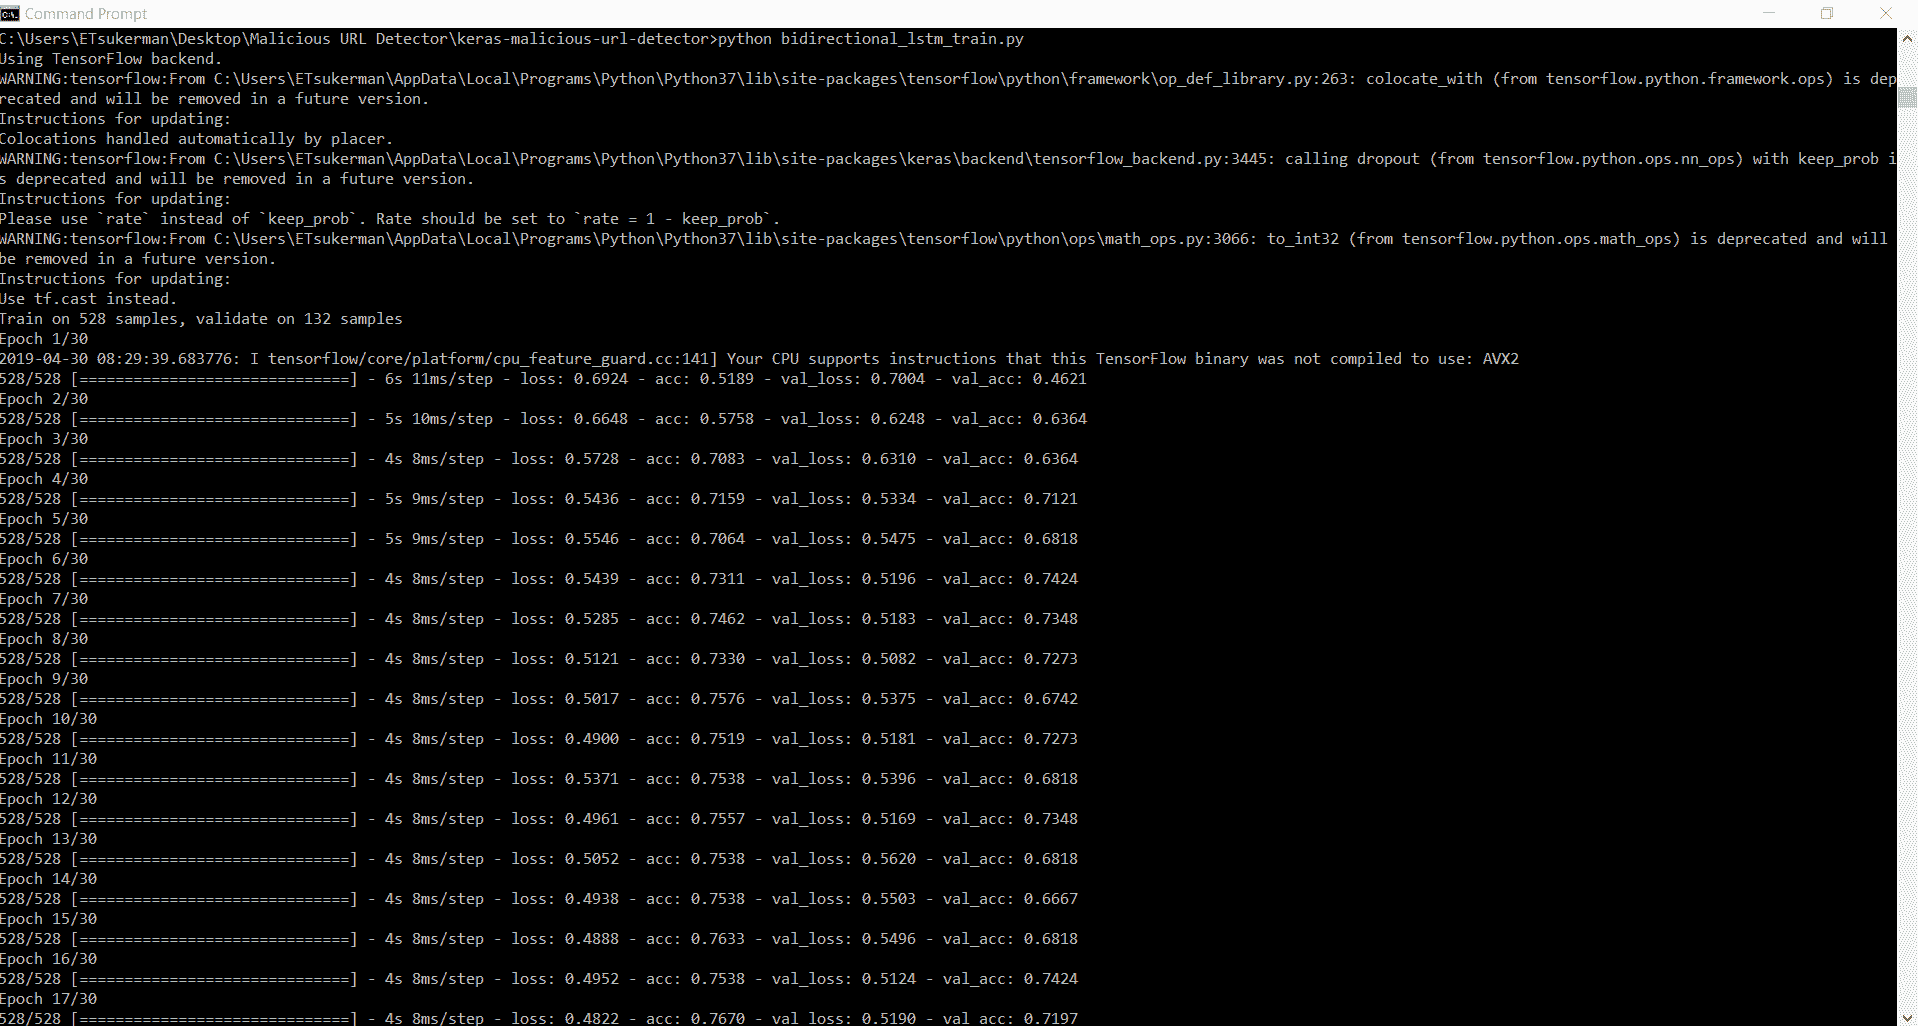 Command Prompt
C:\Users\ETsukerman\Desktop\Malicious URL Detector\keras-malicious-url-detector>python bidirectional_lstm_train.py
Using TensorFlow backend.
WARNING:tensorflow:From C:\Users\ETsukerman\AppData\Local\Programs\Python\Python37\lib\site-packages\tensorflow\python\framework\op_def_library.py:263: colocate_with (from tensorflow.python.framework.ops) is dep
recated and will be removed in a future version.
Instructions for updating:
Colocations handled automatically by placer.
WARNING:tensorflow:From C:\Users\ETsukerman\AppData\Local\Programs\Python\Python37\lib\site-packages\keras\backend\tensorflow_backend.py:3445: calling dropout (from tensorflow.python.ops.nn_ops) with keep_prob i
s deprecated and will be removed in a future version.
Instructions for updating:
Please use `rate` instead of `keep_prob`. Rate should be set to `rate = 1 - keep_prob`.
WARNING:tensorflow:From C:\Users\ETsukerman\AppData\Local\Programs\Python\Python37\lib\site-packages\tensorflow\python\ops\math_ops.py:3066: to_int32 (from tensorflow.python.ops.math_ops) is deprecated and will
be removed in a future version.
Instructions for updating:
Use tf.cast instead.
Train on 528 samples, validate on 132 samples
Epoch 1/30
2019-04-30 08:29:39.683776: I tensorflow/core/platform/cpu_feature_guard.cc:141] Your CPU supports instructions that this TensorFlow binary was not compiled to use: AVX2
528/528 [==============================] - 6s 11ms/step - loss: 0.6924 - acc: 0.5189 - val_loss: 0.7004 - val_acc: 0.4621
Epoch 2/30
528/528 [==============================] - 5s 10ms/step - loss: 0.6648 - acc: 0.5758 - val_loss: 0.6248 - val_acc: 0.6364
Epoch 3/30
528/528 [==============================] - 4s 8ms/step - loss: 0.5728 - acc: 0.7083 - val_loss: 0.6310 - val_acc: 0.6364
Epoch 4/30
528/528 [==============================] - 5s 9ms/step - loss: 0.5436 - acc: 0.7159 - val_loss: 0.5334 - val_acc: 0.7121
Epoch 5/30
528/528 [==============================] - 5s 9ms/step - loss: 0.5546 - acc: 0.7064 - val_loss: 0.5475 - val_acc: 0.6818
Epoch 6/30
528/528 [==============================] - 4s 8ms/step - loss: 0.5439 - acc: 0.7311 - val_loss: 0.5196 - val_acc: 0.7424
Epoch 7/30
528/528 [==============================] - 4s 8ms/step - loss: 0.5285 - acc: 0.7462 - val_loss: 0.5183 - val_acc: 0.7348
Epoch 8/30
528/528 [==============================] - 4s 8ms/step - loss: 0.5121 - acc: 0.7330 - val_loss: 0.5082 - val_acc: 0.7273
Epoch 9/30
528/528 [==============================] - 4s 8ms/step - loss: 0.5017 - acc: 0.7576 - val_loss: 0.5375 - val_acc: 0.6742
Epoch 10/30
528/528 [==============================] - 4s 8ms/step - loss: 0.4900 - acc: 0.7519 - val_loss: 0.5181 - val_acc: 0.7273
Epoch 11/30
528/528 [==============================] - 4s 8ms/step - loss: 0.5371 - acc: 0.7538 - val_loss: 0.5396 - val_acc: 0.6818
Epoch 12/30
528/528 [==============================] - 4s 8ms/step - loss: 0.4961 - acc: 0.7557 - val_loss: 0.5169 - val_acc: 0.7348
Epoch 13/30
528/528 [==============================] - 4s 8ms/step - loss: 0.5052 - acc: 0.7538 - val_loss: 0.5620 - val_acc: 0.6818
Epoch 14/30
528/528 [==============================] - 4s 8ms/step - loss: 0.4938 - acc: 0.7538 - val_loss: 0.5503 - val_acc: 0.6667
Epoch 15/30
528/528 [==============================] - 4s 8ms/step - loss: 0.4888 - acc: 0.7633 - val_loss: 0.5496 - val_acc: 0.6818
Epoch 16/30
528/528 [==============================] - 4s 8ms/step - loss: 0.4952 - acc: 0.7538 - val_loss: 0.5124 - val_acc: 0.7424
Epoch 17/30
528/528 [==============================] - 4s 8ms/step - loss: 0.4822 - acc: 0.7670 - val_loss: 0.5190 - val_acc: 0.7197